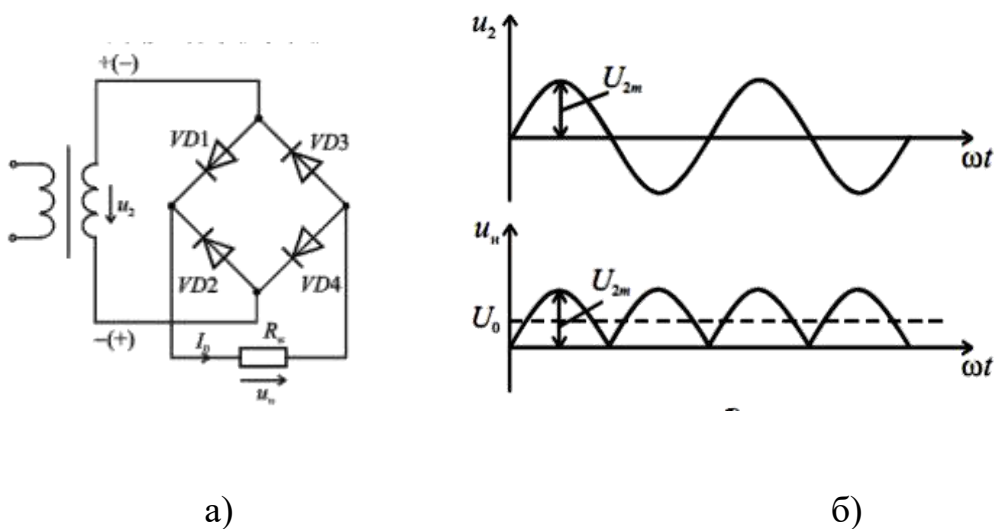 +(−)
VD1
VD3
u₂
VD2
VD4
−(+)
I₀
Rн
uн
u₂
U₂ₘ
ωt
uн
U₂ₘ
U₀
ωt
а)
б)